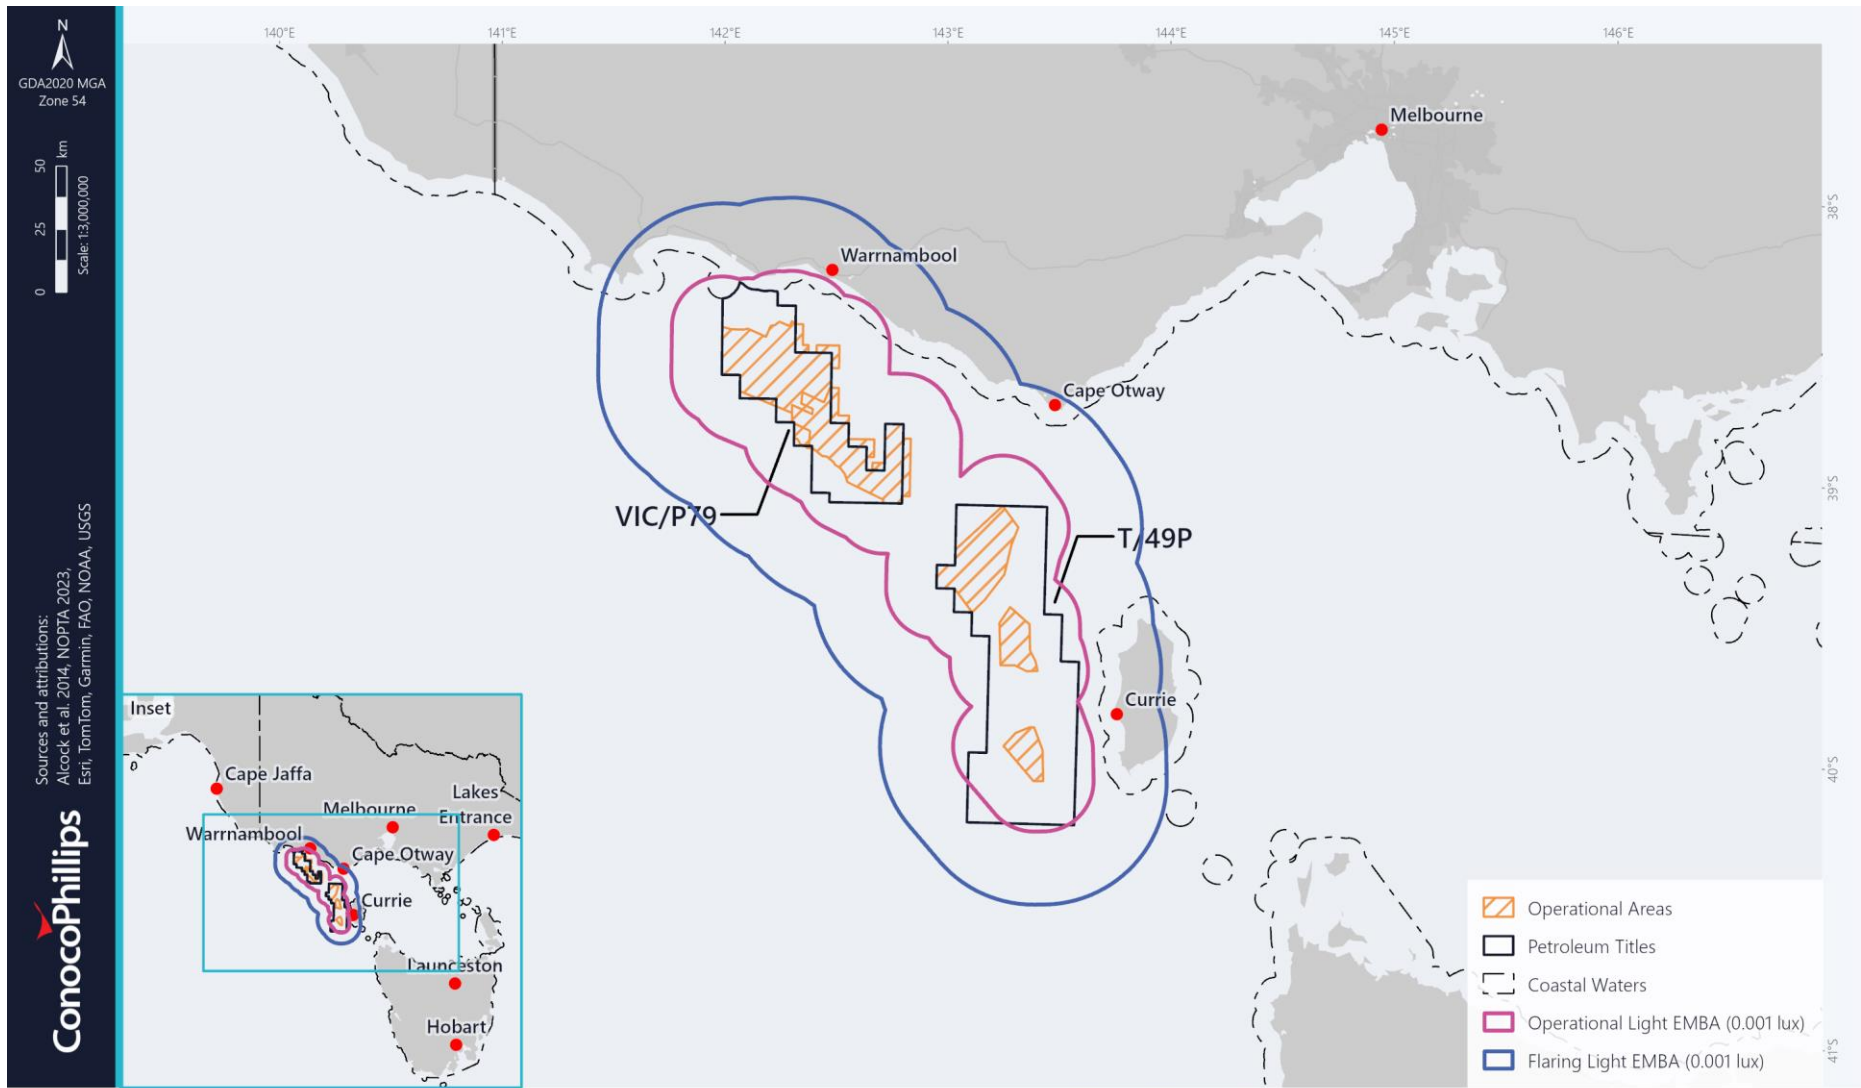 N
GDA2020 MGA
Zone 54
0 25 50 km
Scale: 1:3,000,000
Sources and attributions:
Alcock et al. 2014, NOPTA 2023,
Esri, TomTom, Garmin, FAO, NOAA, USGS
ConocoPhillips
140°E 141°E 142°E 143°E 144°E 145°E 146°E
38°S
39°S
40°S
41°S
Melbourne
Warrnambool
Cape Otway
VIC/P79
T/49P
Currie
Inset
Cape Jaffa
Lakes
Entrance
Melbourne
Warrnambool
Cape Otway
Currie
Launceston
Hobart
Operational Areas
Petroleum Titles
Coastal Waters
Operational Light EMBA (0.001 lux)
Flaring Light EMBA (0.001 lux)